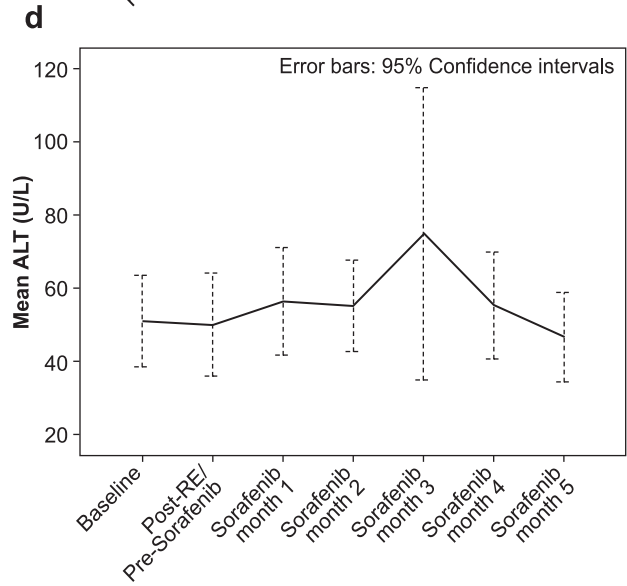 d
Error bars: 95% Confidence intervals
Mean ALT (U/L)
120
100
80
60
40
20
Baseline
Post-RE/
Pre-Sorafenib
Sorafenib
month 1
Sorafenib
month 2
Sorafenib
month 3
Sorafenib
month 4
Sorafenib
month 5